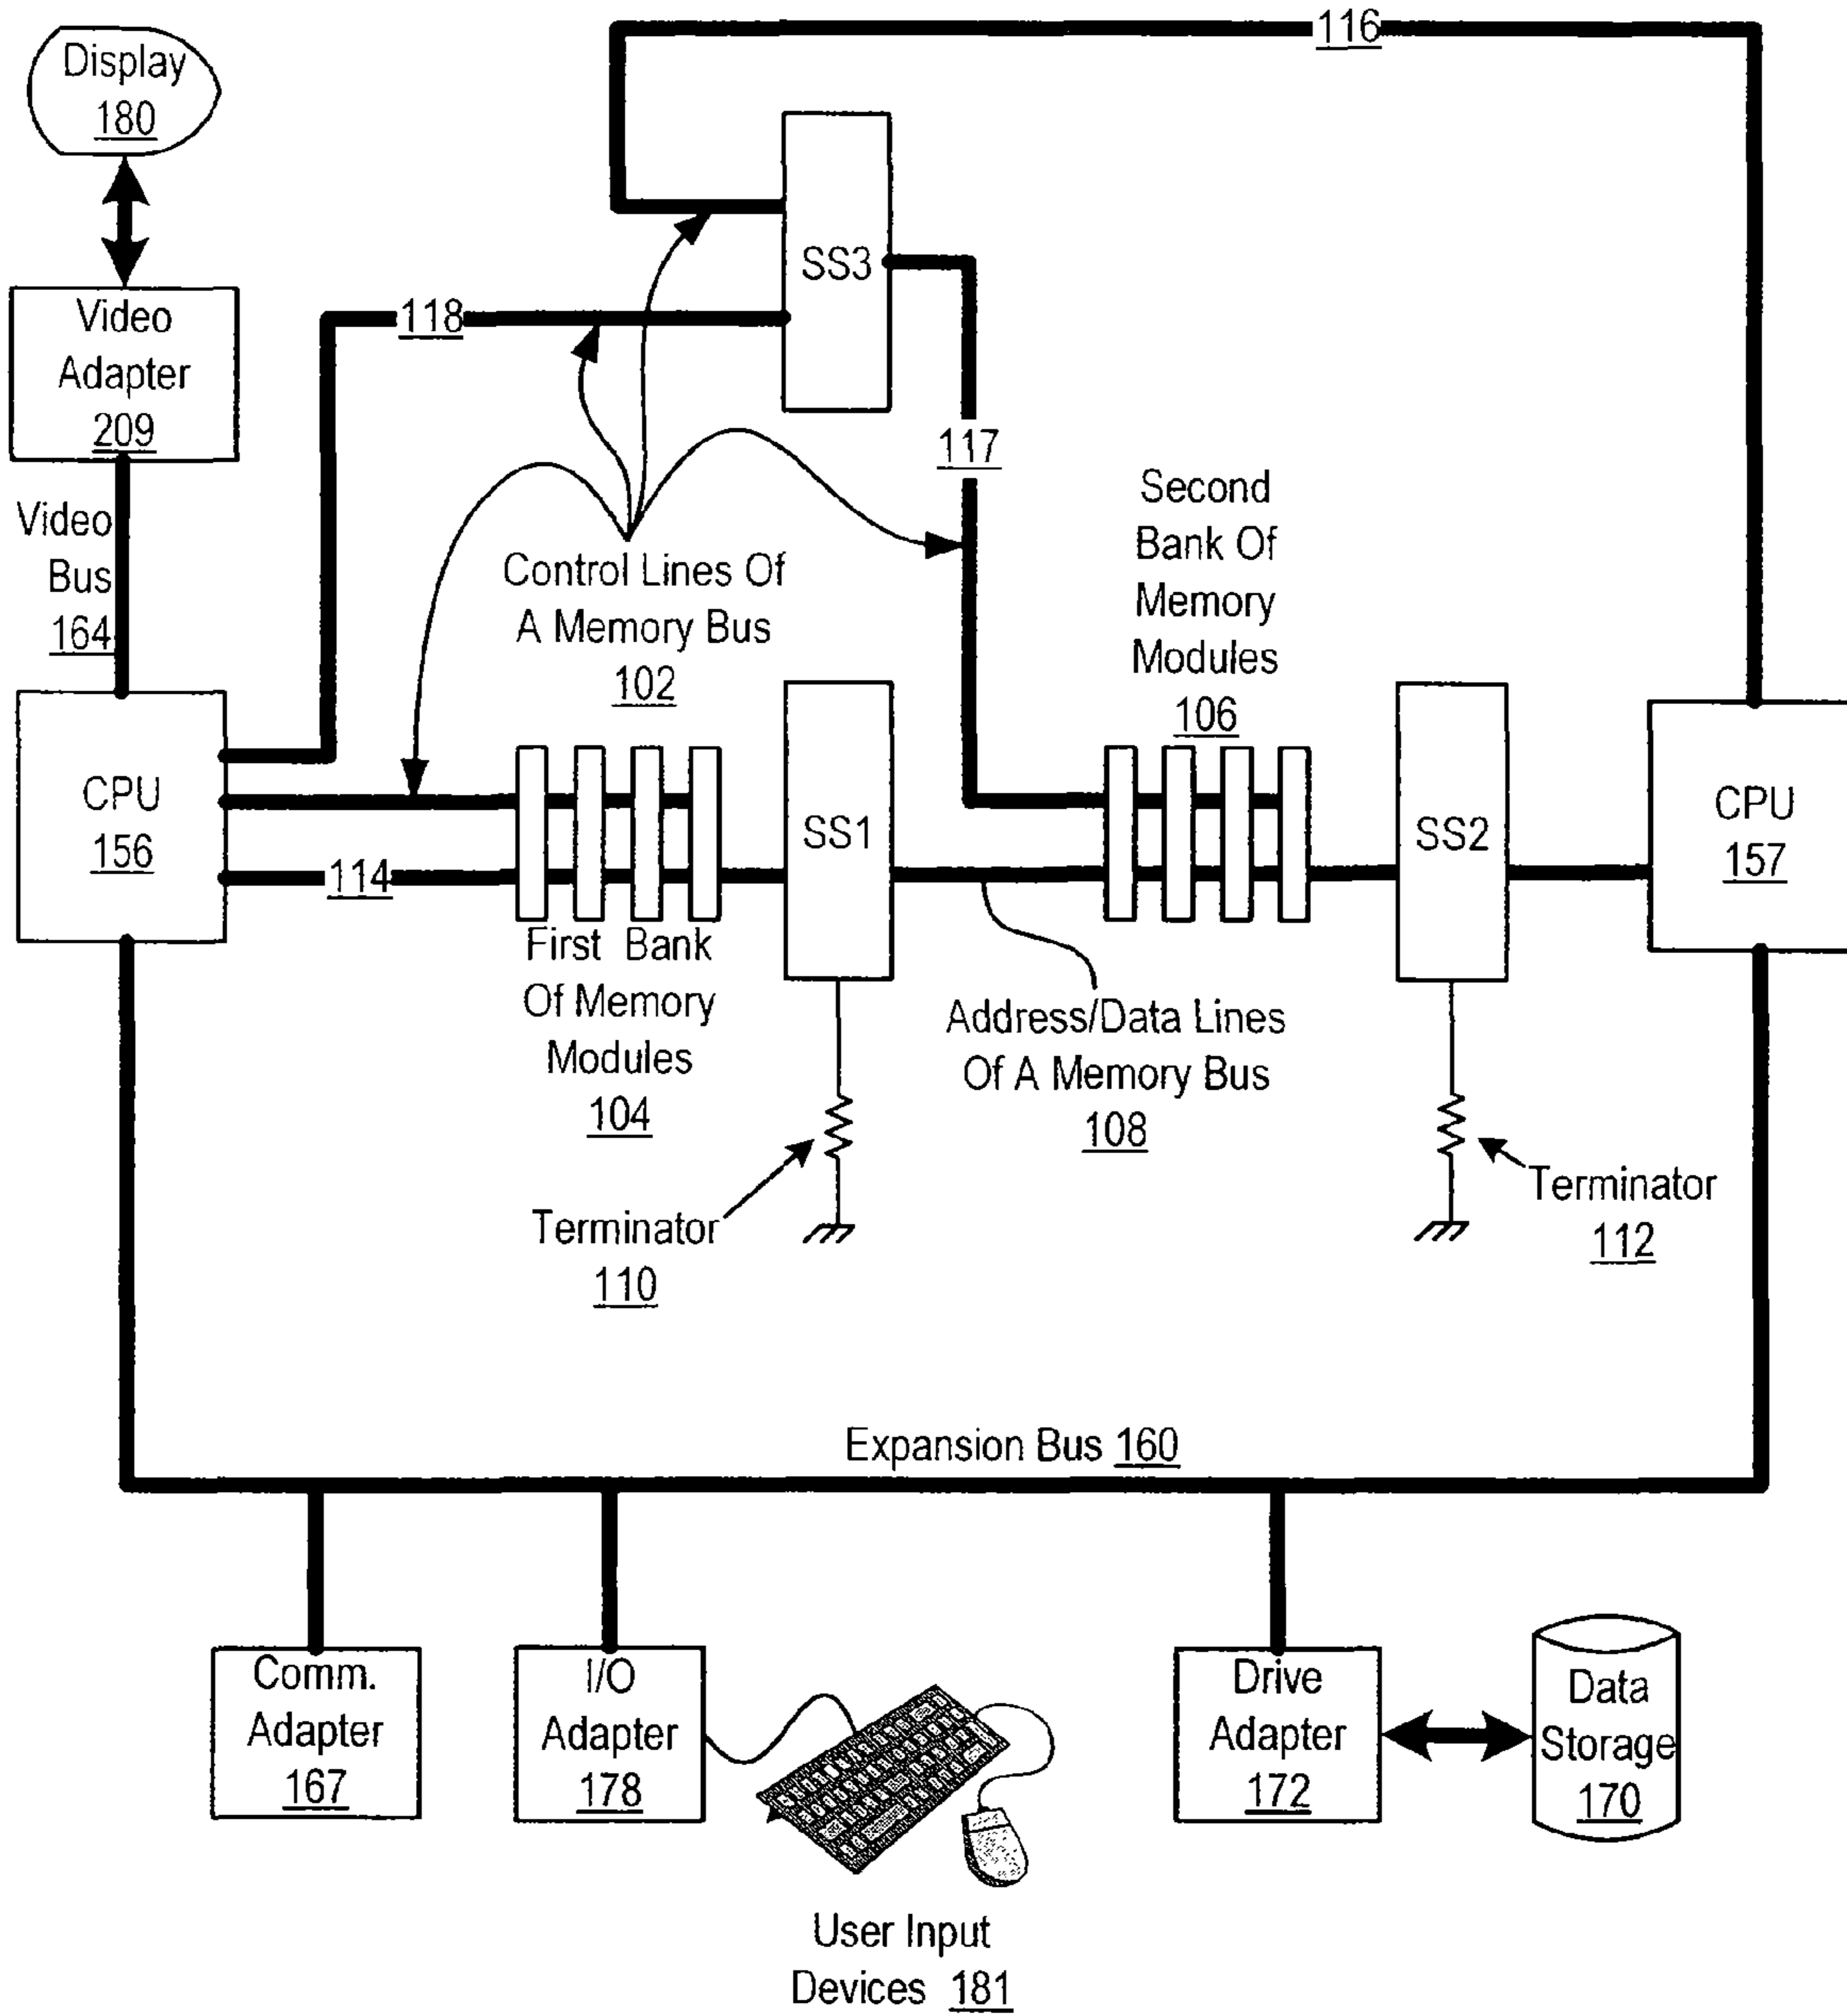 116
Display
180
SS3
Video
Adapter
209
118
117
Second
Bank Of
Memory
Modules
106
Video
Bus
164
Control Lines Of
A Memory Bus
102
CPU
156
SS1
SS2
CPU
157
114
First Bank
Of Memory
Modules
104
Address/Data Lines
Of A Memory Bus
108
Terminator
110
Terminator
112
Expansion Bus 160
Comm.
Adapter
167
I/O
Adapter
178
Drive
Adapter
172
Data
Storage
170
User Input
Devices 181